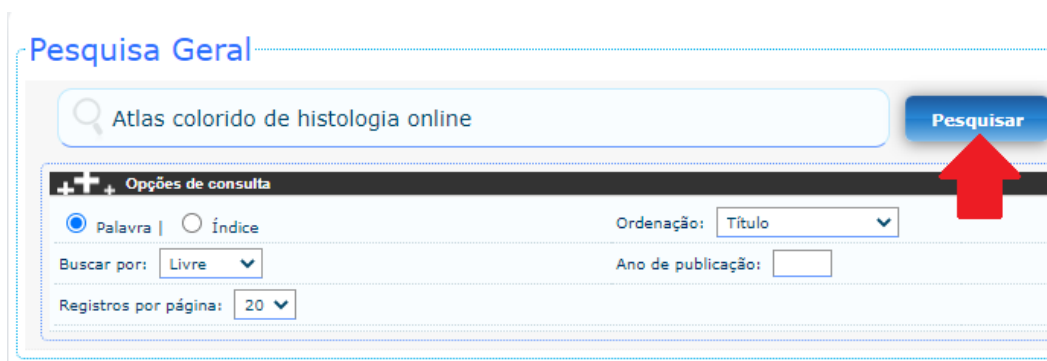 Pesquisa Geral
Atlas colorido de histologia online
Pesquisar
Opções de consulta
Palavra | Índice
Ordenação: Título
Buscar por: Livre
Ano de publicação:
Registros por página: 20